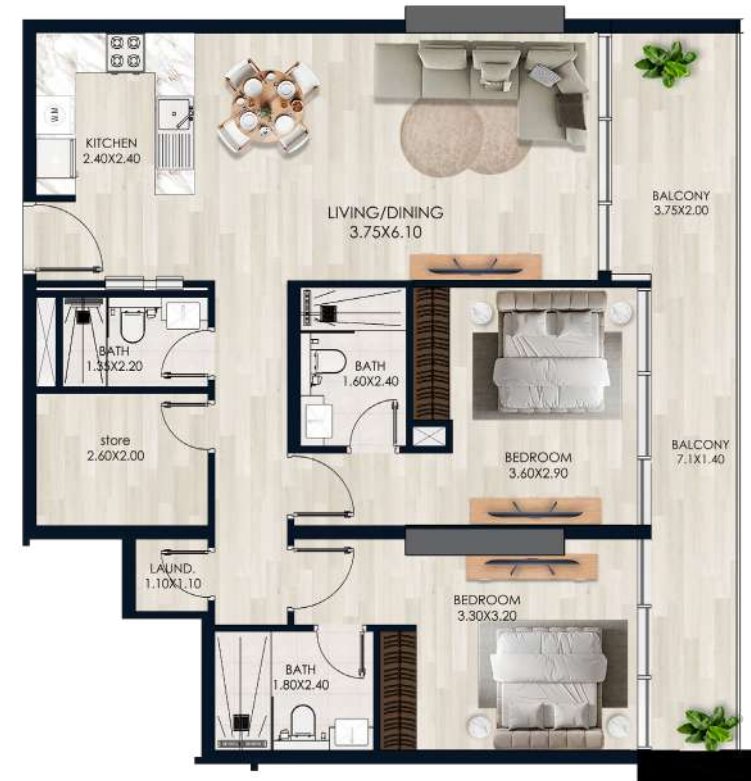 W.M
KITCHEN
2.40X2.40
LIVING/DINING
3.75X6.10
BALCONY
3.75X2.00
BATH
1.35X2.20
BATH
1.60X2.40
store
2.60X2.00
BEDROOM
3.60X2.90
BALCONY
7.1X1.40
LAUND.
1.10X1.10
BEDROOM
3.30X3.20
BATH
1.80X2.40